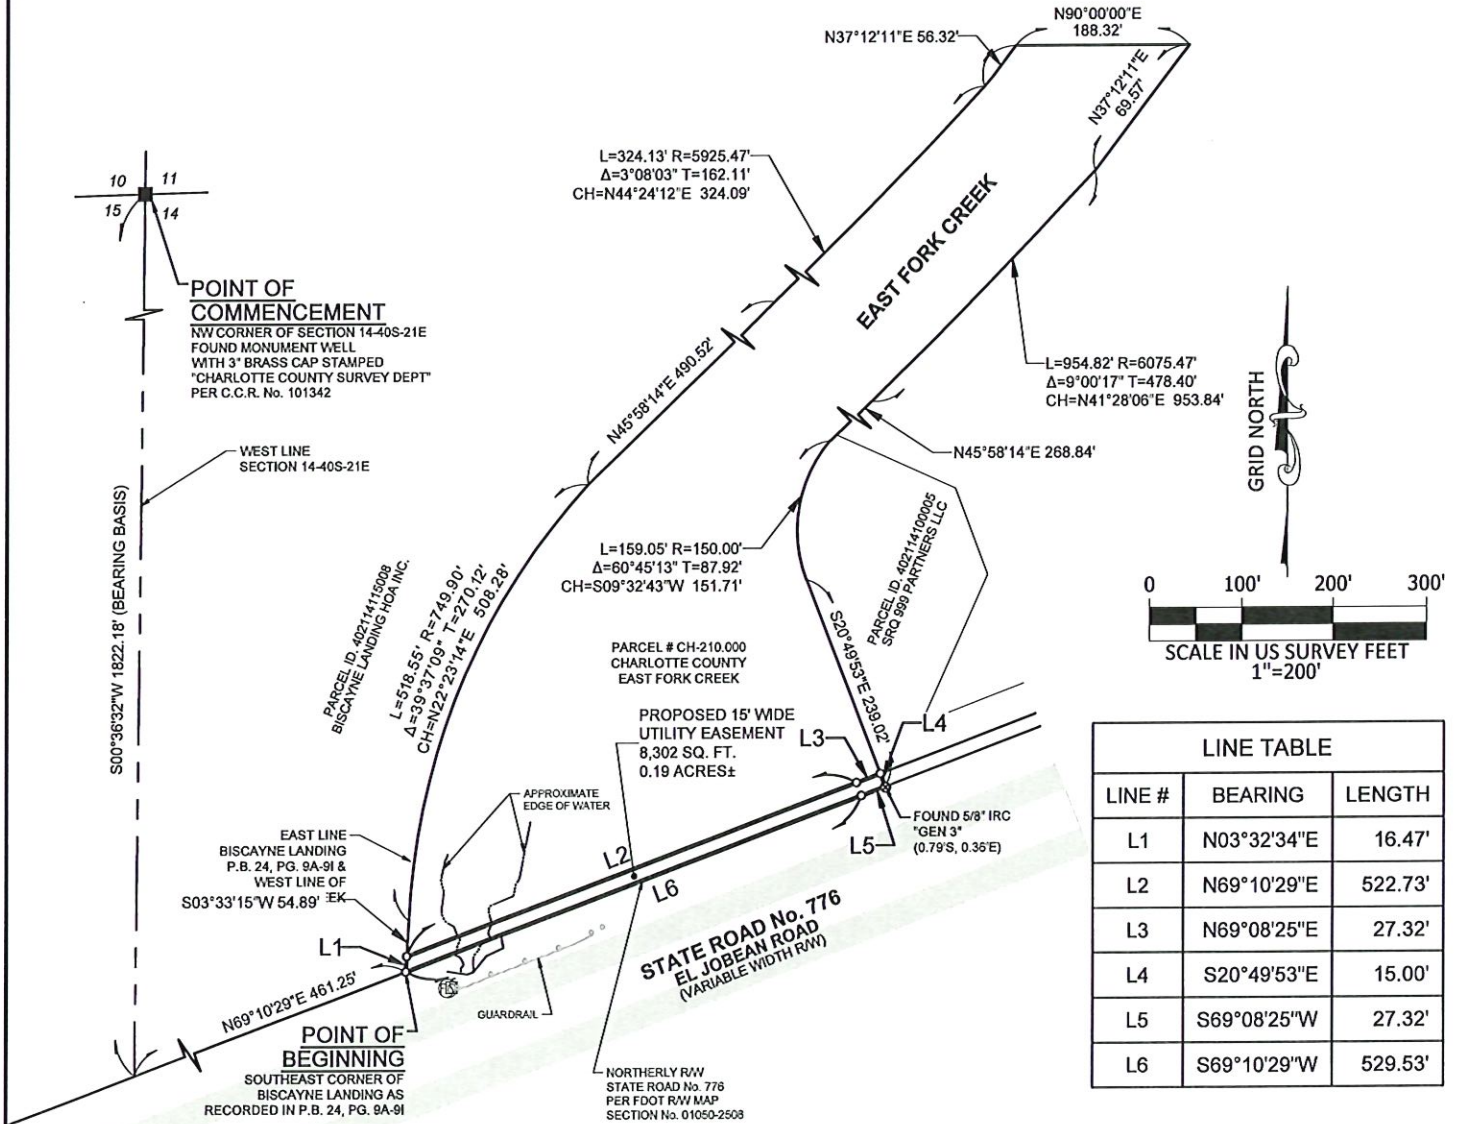 N90°00'00"E
188.32'
N37°12'11"E 56.32'
N37°12'11"E
69.57'
L=324.13' R=5925.47'
Δ=3°08'03" T=162.11'
CH=N44°24'12"E 324.09'
10 11
15 14
POINT OF
COMMENCEMENT
NW CORNER OF SECTION 14-40S-21E
FOUND MONUMENT WELL
WITH 3" BRASS CAP STAMPED
"CHARLOTTE COUNTY SURVEY DEPT"
PER C.C.R. No. 101342
EAST FORK CREEK
L=954.82' R=6075.47'
Δ=9°00'17" T=478.40'
CH=N41°28'06"E 953.84'
GRID NORTH
N45°58'14"E 490.52'
N45°58'14"E 268.84'
WEST LINE
SECTION 14-40S-21E
S00°36'32"W 1822.18' (BEARING BASIS)
PARCEL ID. 402114115008
BISCAYNE LANDING HOA INC.
L=518.55' R=749.90'
Δ=39°37'09" T=270.12'
CH=N22°23'14"E 508.28'
L=159.05' R=150.00'
Δ=60°45'13" T=87.92'
CH=S09°32'43"W 151.71'
PARCEL ID. 402114100005
SRQ 999 PARTNERS LLC
S20°49'53"E 239.02'
0 100' 200' 300'
SCALE IN US SURVEY FEET
1"=200'
PARCEL # CH-210.000
CHARLOTTE COUNTY
EAST FORK CREEK
PROPOSED 15' WIDE
UTILITY EASEMENT
8,302 SQ. FT.
0.19 ACRES±
L3
L4
APPROXIMATE
EDGE OF WATER
EAST LINE
BISCAYNE LANDING
P.B. 24, PG. 9A-9I &
WEST LINE OF
S03°33'15"W 54.89' EK
L2
L6
L5
FOUND 5/8" IRC
"GEN 3"
(0.79'S, 0.36'E)
L1
STATE ROAD No. 776
EL JOBEAN ROAD
(VARIABLE WIDTH R/W)
N69°10'29"E 461.25'
GUARDRAIL
POINT OF
BEGINNING
SOUTHEAST CORNER OF
BISCAYNE LANDING AS
RECORDED IN P.B. 24, PG. 9A-9I
NORTHERLY R/W
STATE ROAD No. 776
PER FDOT R/W MAP
SECTION No. 01050-2508
LINE TABLE
LINE # BEARING LENGTH
L1 N03°32'34"E 16.47'
L2 N69°10'29"E 522.73'
L3 N69°08'25"E 27.32'
L4 S20°49'53"E 15.00'
L5 S69°08'25"W 27.32'
L6 S69°10'29"W 529.53'